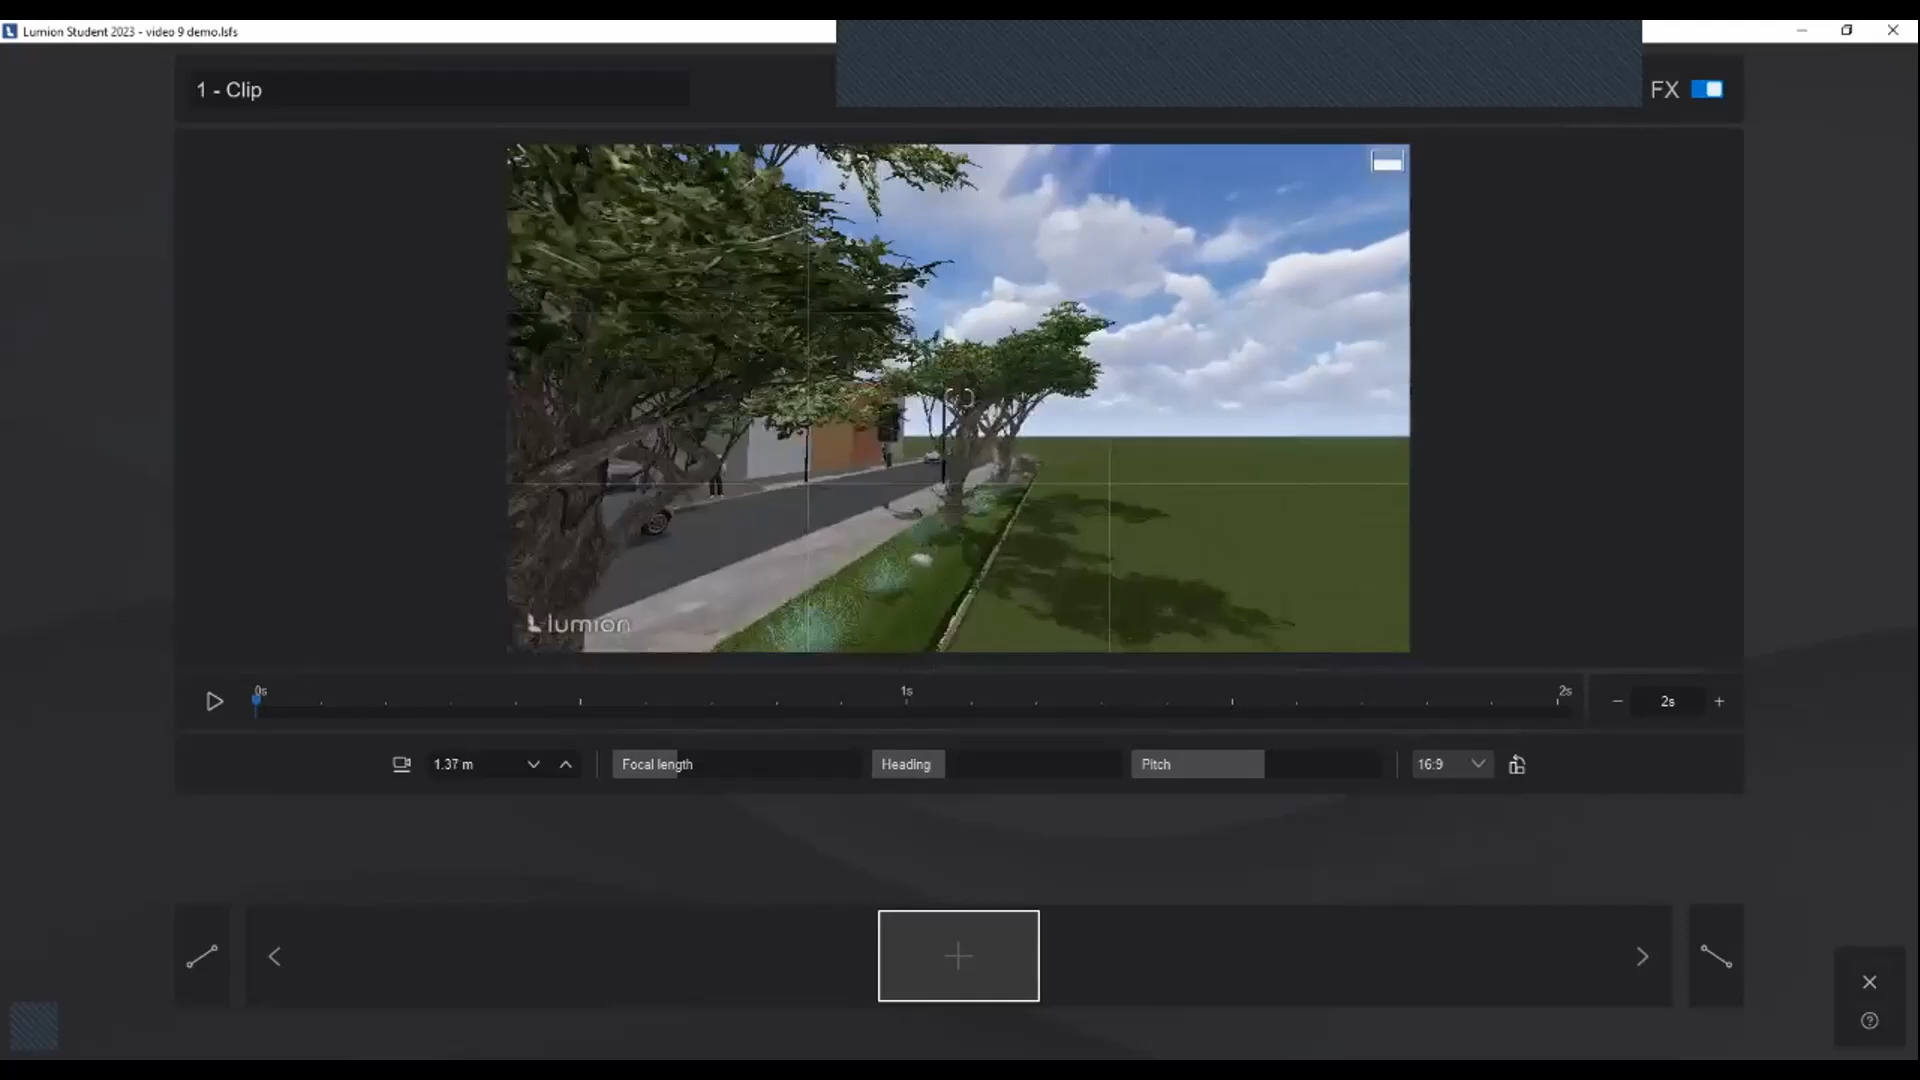 Lumion Student 2023 - video 9 demo.lsfs
1 - Clip
FX
lumion
0s
1s
2s
2s
1.37 m
Focal length
Heading
Pitch
16:9